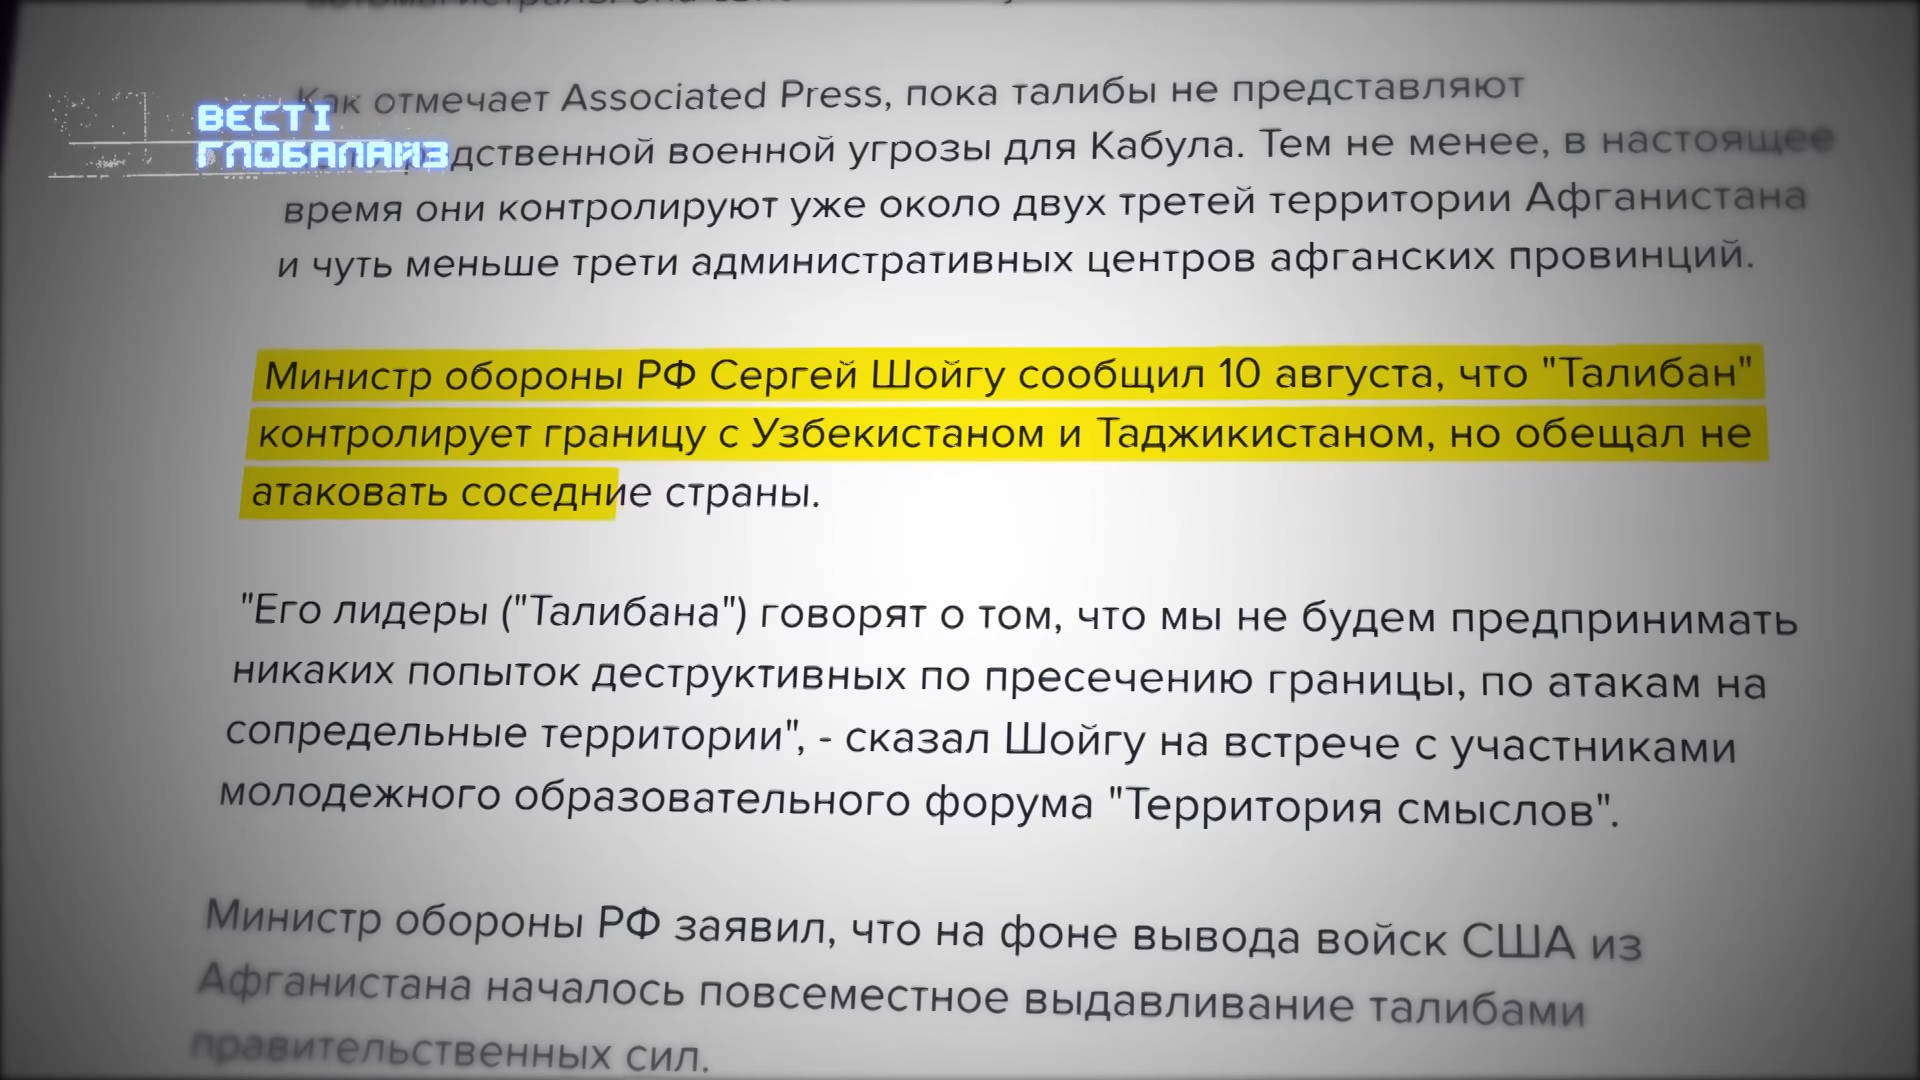 Как отмечает Associated Press, пока талибы не представляют
ВЕСТІ
ГЛОБАЛАЙЗ
военной угрозы для Кабула. Тем не менее, в настоящее
время они контролируют уже около двух третей территории Афганистана
и чуть меньше трети административных центров афганских провинций.
Министр обороны РФ Сергей Шойгу сообщил 10 августа, что "Талибан"
контролирует границу с Узбекистаном и Таджикистаном, но обещал не
атаковать соседние страны.
"Его лидеры ("Талибана") говорят о том, что мы не будем предпринимать
никаких попыток деструктивных по пресечению границы, по атакам на
сопредельные территории", - сказал Шойгу на встрече с участниками
молодежного образовательного форума "Территория смыслов".
Министр обороны РФ заявил, что на фоне вывода войск США из
Афганистана началось повсеместное выдавливание талибами
правительственных сил.